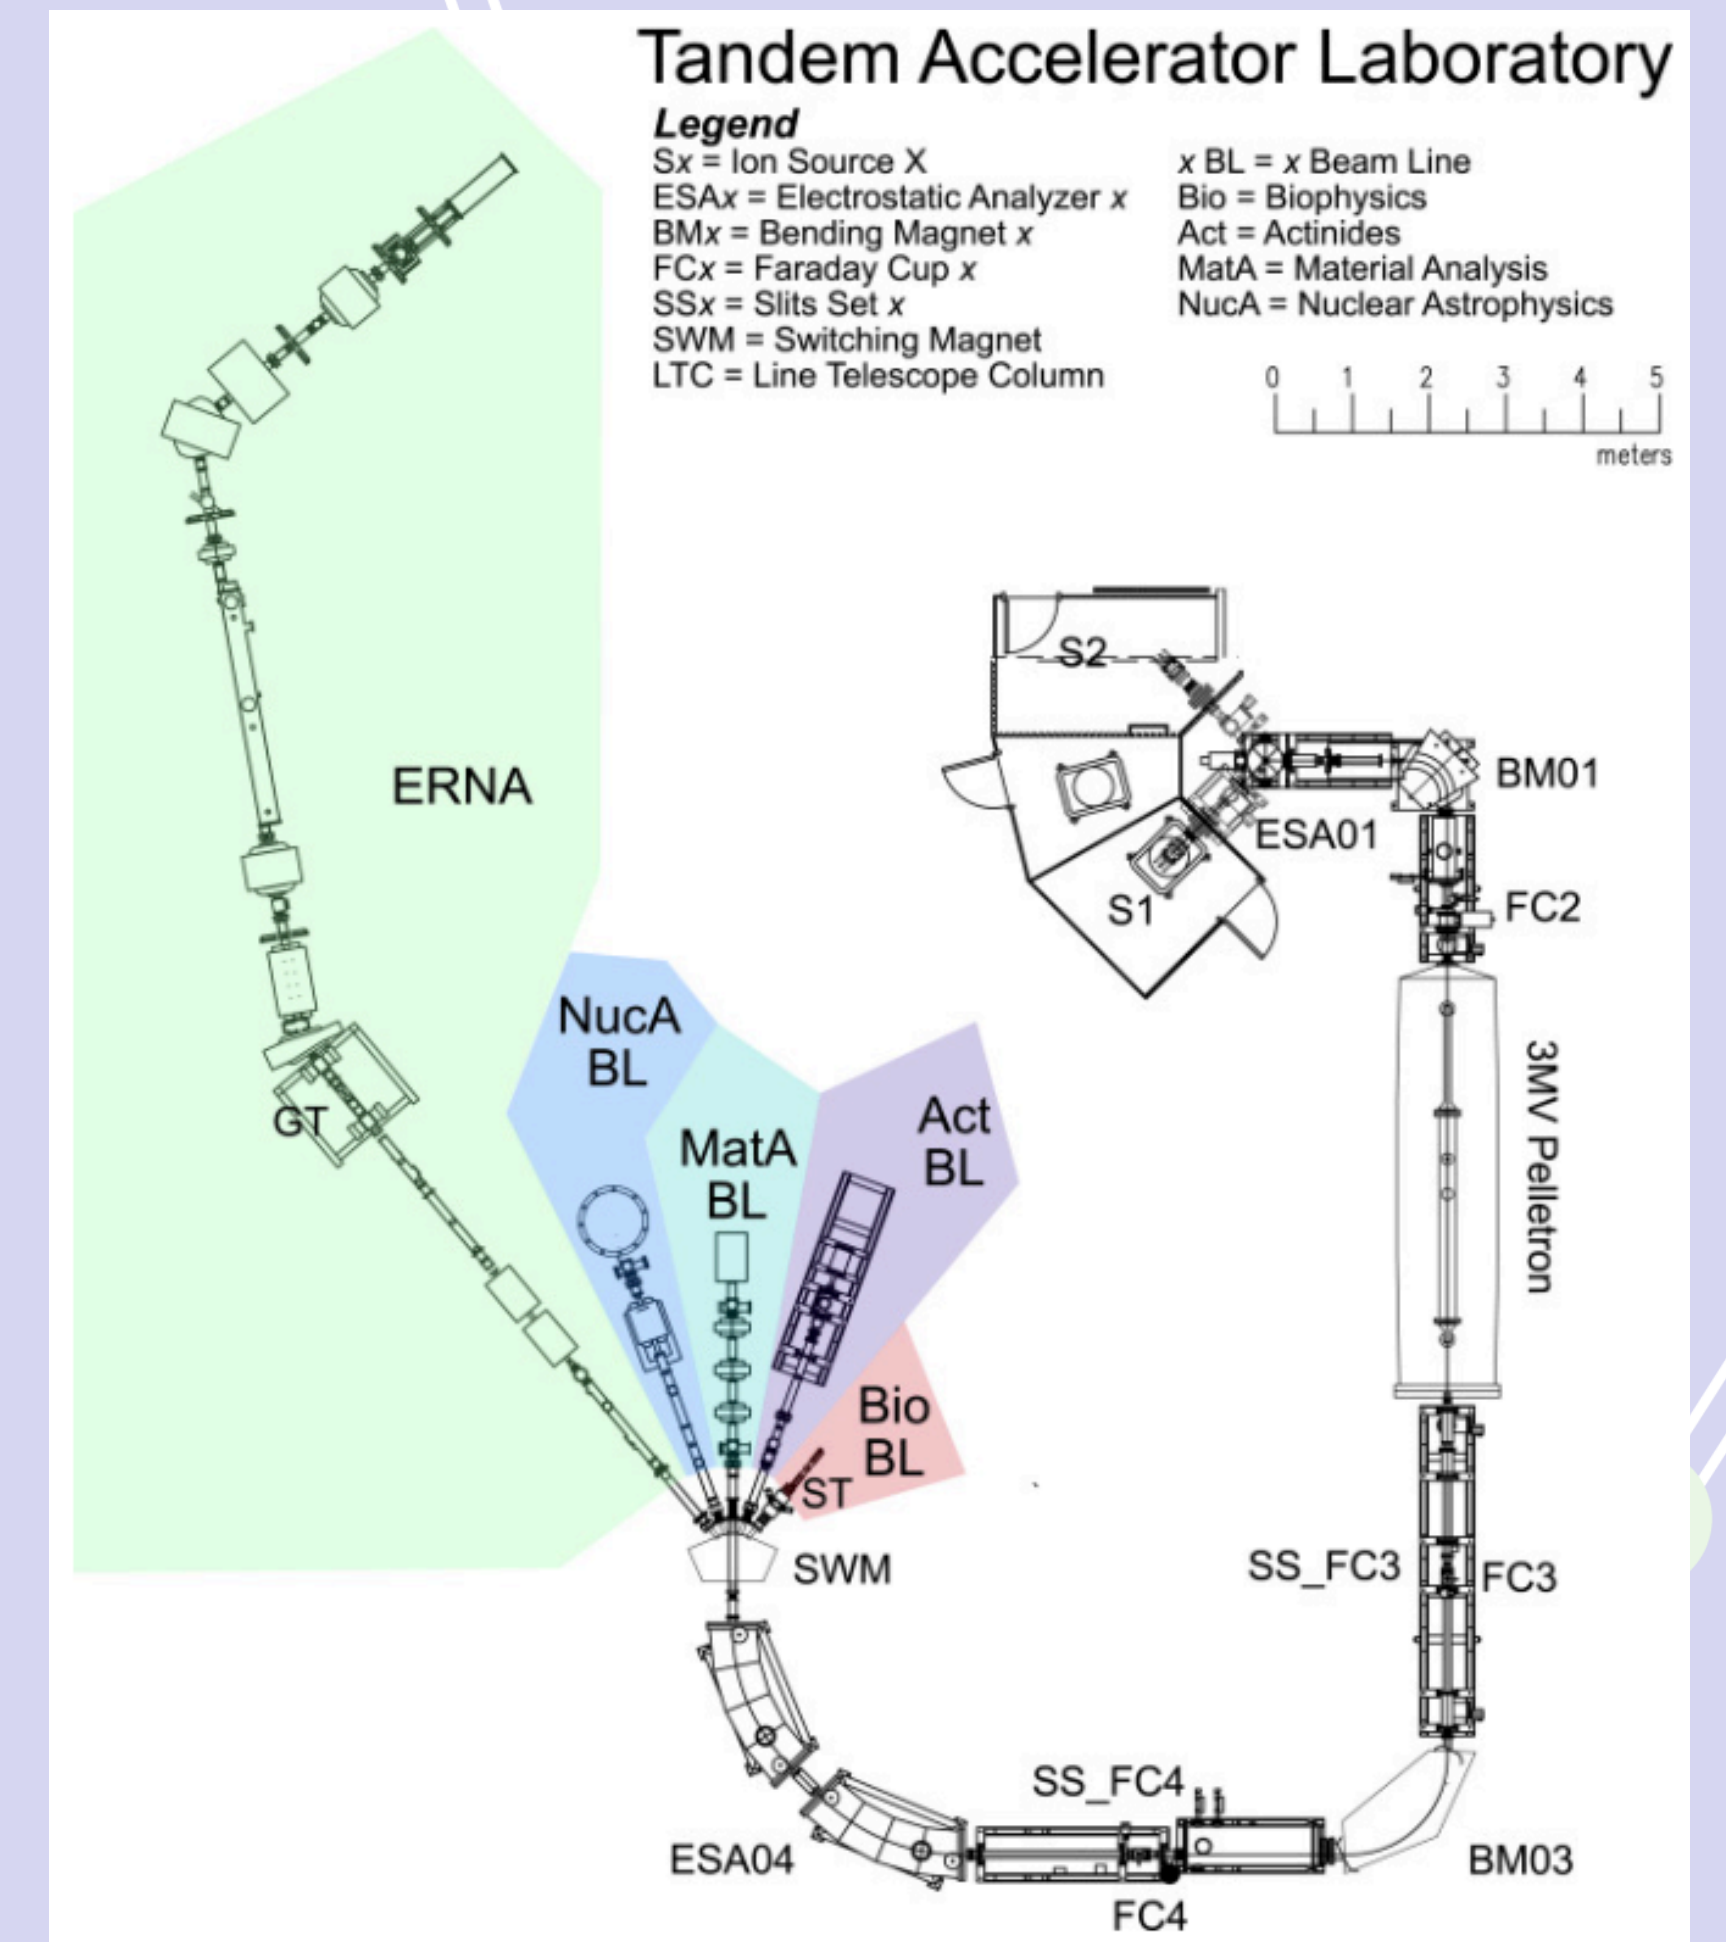 Tandem Accelerator Laboratory
Legend
Sx = Ion Source X
ESAx = Electrostatic Analyzer x
BMx = Bending Magnet x
FCx = Faraday Cup x
SSx = Slits Set x
SWM = Switching Magnet
LTC = Line Telescope Column
x BL = x Beam Line
Bio = Biophysics
Act = Actinides
MatA = Material Analysis
NucA = Nuclear Astrophysics
0 1 2 3 4 5
meters
S2
BM01
ESA01
S1
FC2
ERNA
NucA
BL
MatA
BL
Act
BL
GT
3MV Pelletron
Bio
BL
ST
SWM
SS_FC3
FC3
SS_FC4
ESA04
FC4
BM03